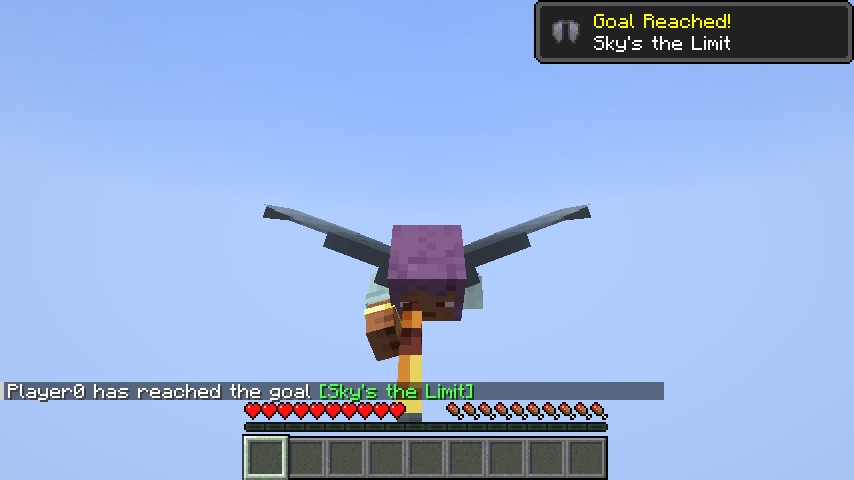 Goal Reached!
Sky's the Limit
Player0 has reached the goal [Sky's the Limit]